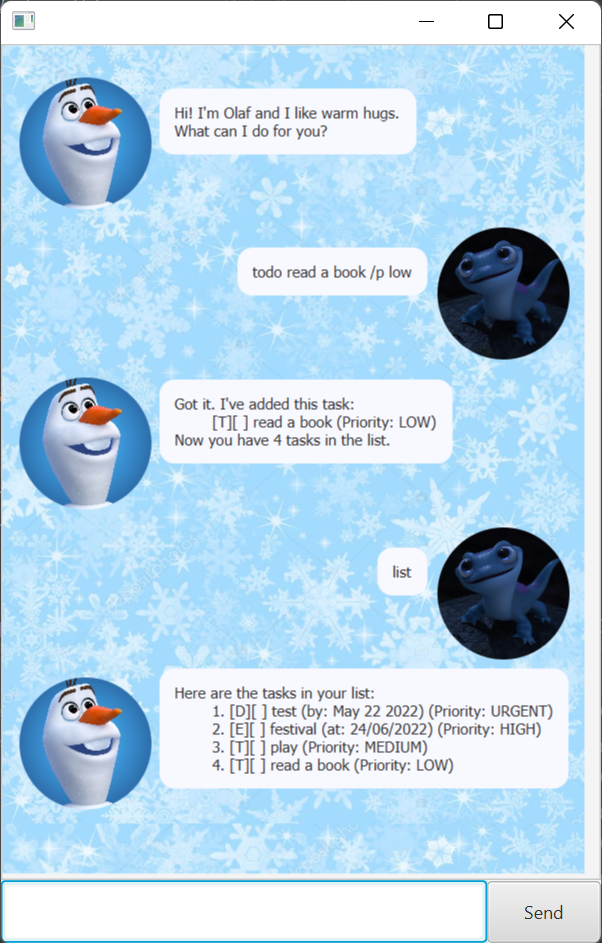 Hi! I'm Olaf and I like warm hugs.
What can I do for you?
todo read a book /p low
Got it. I've added this task:
[T][ ] read a book (Priority: LOW)
Now you have 4 tasks in the list.
list
Here are the tasks in your list:
1. [D][ ] test (by: May 22 2022) (Priority: URGENT)
2. [E][ ] festival (at: 24/06/2022) (Priority: HIGH)
3. [T][ ] play (Priority: MEDIUM)
4. [T][ ] read a book (Priority: LOW)
Send